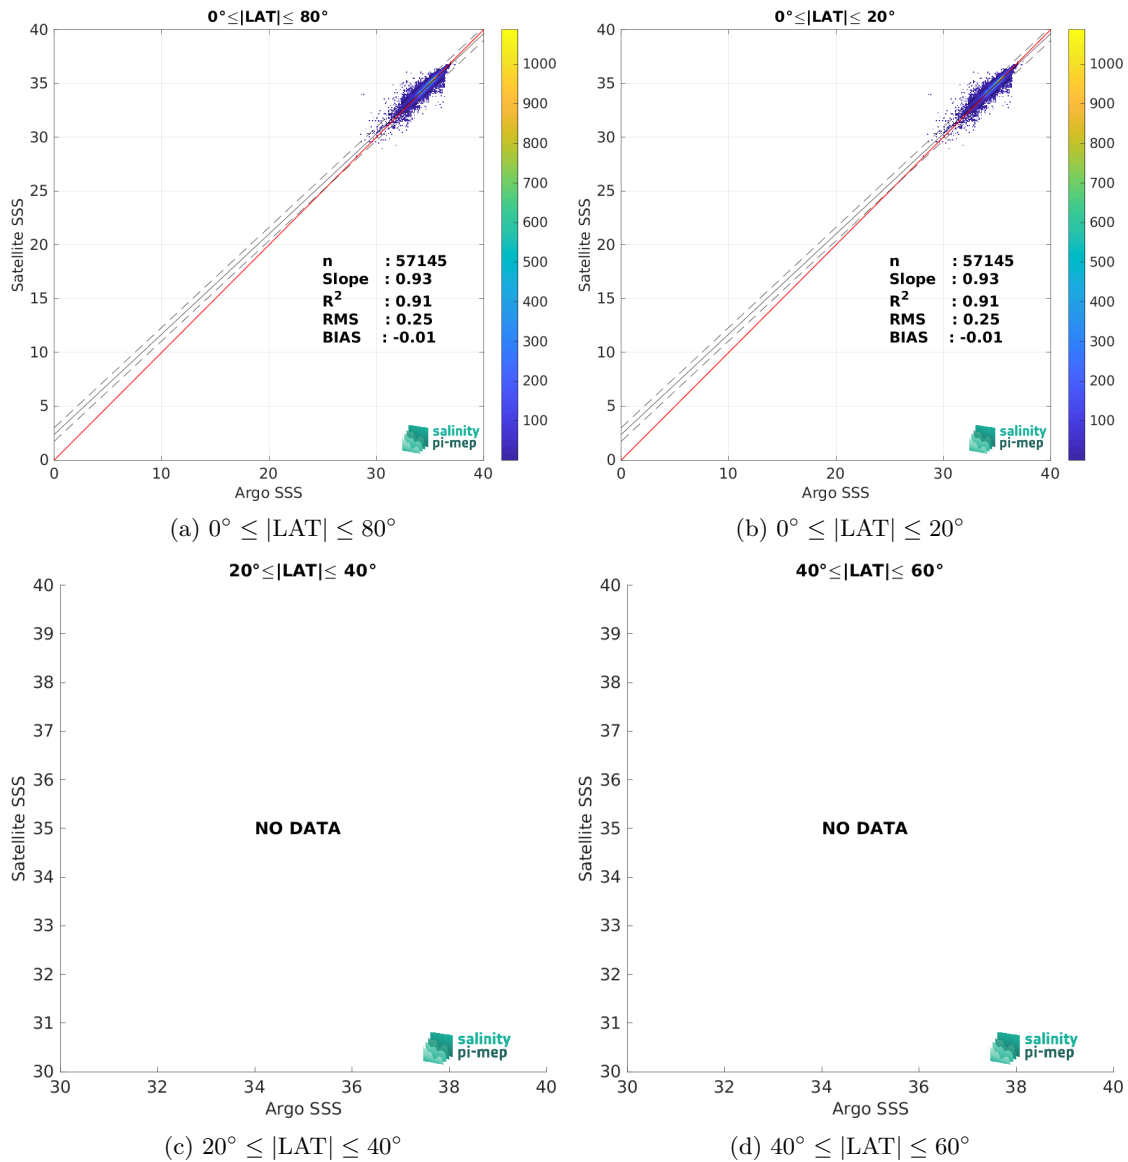 0°≤|LAT|≤ 80°
40
35
30
25
20
15
10
5
0
0
10
20
30
40
Satellite SSS
Argo SSS
1000
900
800
700
600
500
400
300
200
100
n : 57145
Slope : 0.93
R² : 0.91
RMS : 0.25
BIAS : -0.01
salinity
pi-mep
(a) 0° ≤ |LAT| ≤ 80°
0°≤|LAT|≤ 20°
40
35
30
25
20
15
10
5
0
0
10
20
30
40
Satellite SSS
Argo SSS
1000
900
800
700
600
500
400
300
200
100
n : 57145
Slope : 0.93
R² : 0.91
RMS : 0.25
BIAS : -0.01
salinity
pi-mep
(b) 0° ≤ |LAT| ≤ 20°
20°≤|LAT|≤ 40°
40
39
38
37
36
35
34
33
32
31
30
30
32
34
36
38
40
Satellite SSS
Argo SSS
NO DATA
salinity
pi-mep
(c) 20° ≤ |LAT| ≤ 40°
40°≤|LAT|≤ 60°
40
39
38
37
36
35
34
33
32
31
30
30
32
34
36
38
40
Satellite SSS
Argo SSS
NO DATA
salinity
pi-mep
(d) 40° ≤ |LAT| ≤ 60°